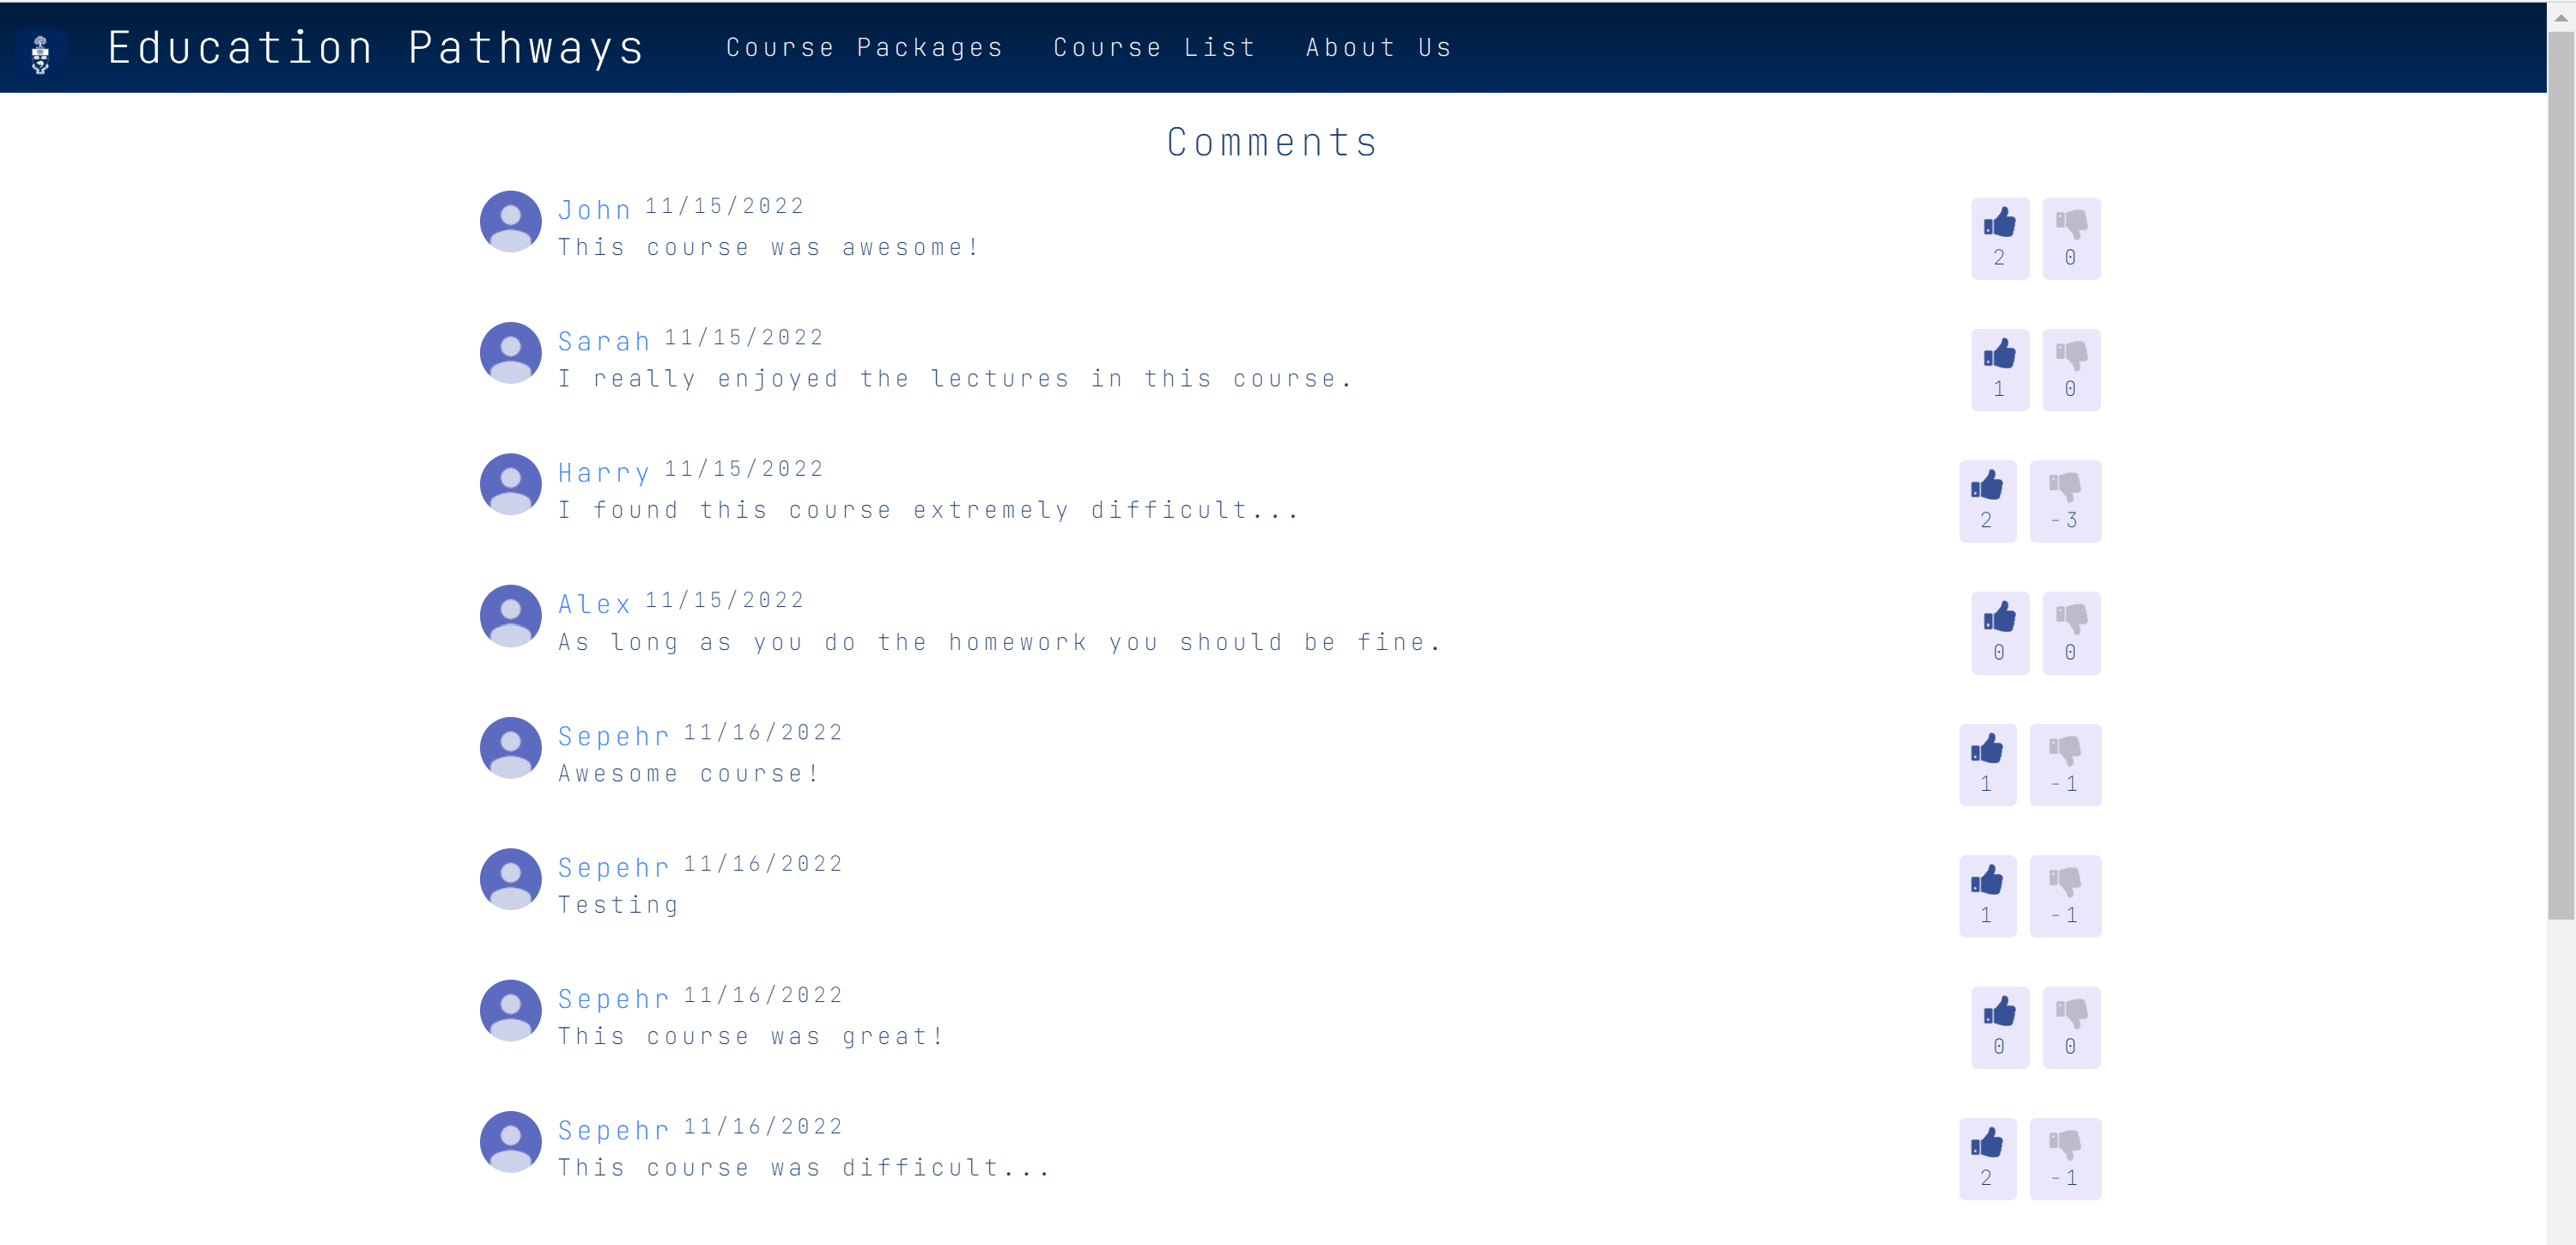 Education Pathways Course Packages Course List About Us
Comments
John 11/15/2022
This course was awesome!
2 0
Sarah 11/15/2022
I really enjoyed the lectures in this course.
1 0
Harry 11/15/2022
I found this course extremely difficult...
2 -3
Alex 11/15/2022
As long as you do the homework you should be fine.
0 0
Sepehr 11/16/2022
Awesome course!
1 -1
Sepehr 11/16/2022
Testing
1 -1
Sepehr 11/16/2022
This course was great!
0 0
Sepehr 11/16/2022
This course was difficult...
2 -1